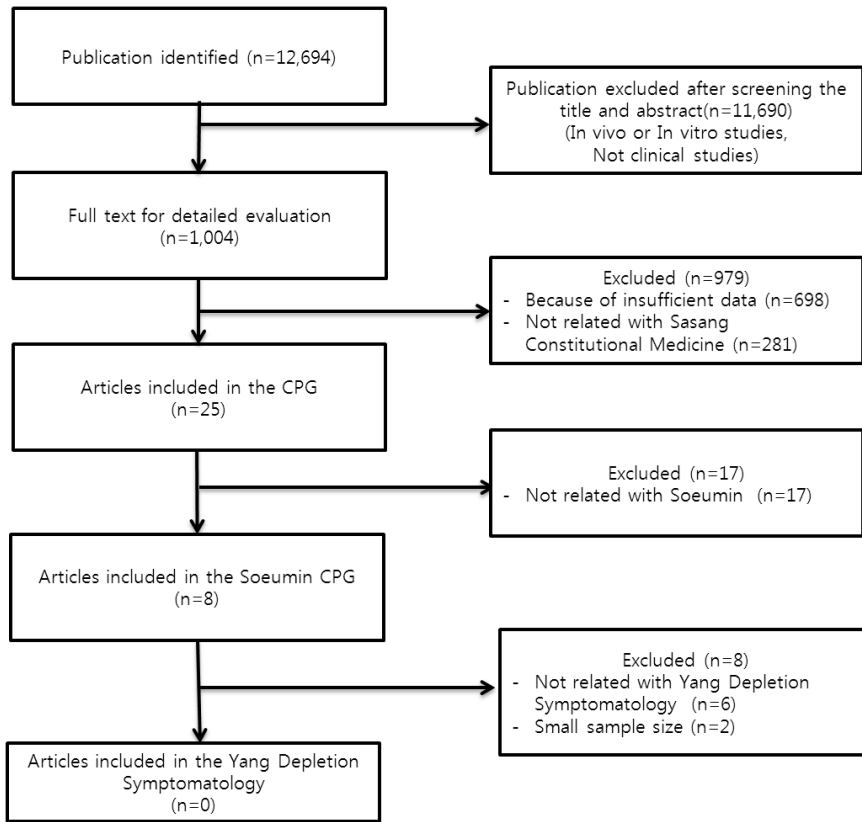 Publication identified (n=12,694)
Publication excluded after screening the
title and abstract(n=11,690)
(In vivo or In vitro studies,
Not clinical studies)
Full text for detailed evaluation
(n=1,004)
Excluded (n=979)
- Because of insufficient data (n=698)
- Not related with Sasang
Constitutional Medicine (n=281)
Articles included in the CPG
(n=25)
Excluded (n=17)
- Not related with Soeumin (n=17)
Articles included in the Soeumin CPG
(n=8)
Excluded (n=8)
- Not related with Yang Depletion
Symptomatology (n=6)
- Small sample size (n=2)
Articles included in the Yang Depletion
Symptomatology
(n=0)